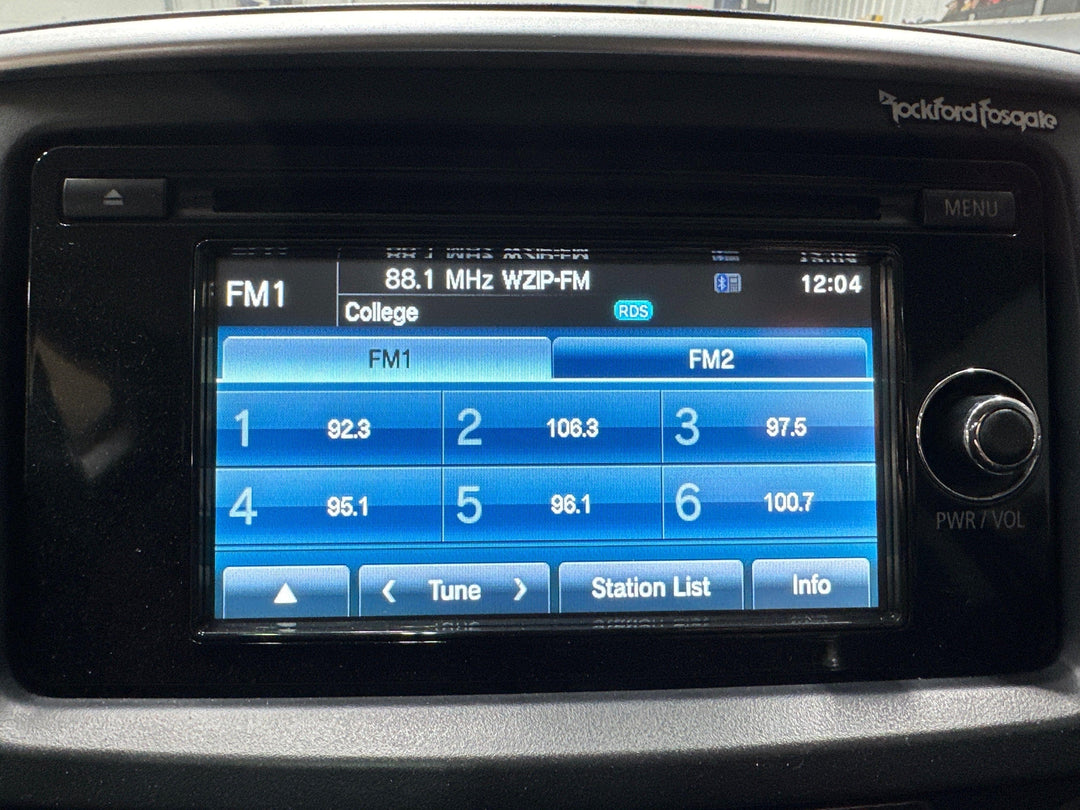 Rockford Fosgate
MENU
FM1
88.1 MHz WZIP-FM
12:04
College
RDS
FM1
FM2
1 92.3
2 106.3
3 97.5
4 95.1
5 96.1
6 100.7
PWR / VOL
Tune
Station List
Info